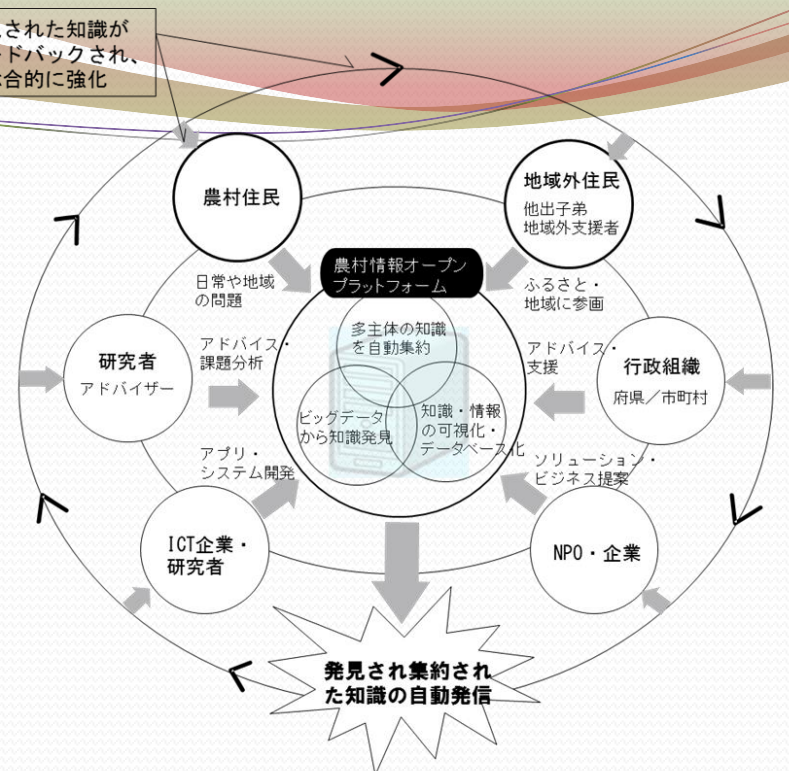 された知識が
ードバックされ、
合的に強化
農村住民
地域外住民
他出子弟
地域外支援者
農村情報オープン
プラットフォーム
日常や地域
の問題
ふるさと・
地域に参画
多主体の知識
を自動集約
研究者
アドバイザー
アドバイス・
課題分析
アドバイス・
支援
行政組織
府県／市町村
ビッグデータ
から知識発見
知識・情報
の可視化・
データベース化
アプリ・
システム開発
ソリューション・
ビジネス提案
ICT企業・
研究者
NPO・企業
発見され集約され
た知識の自動発信